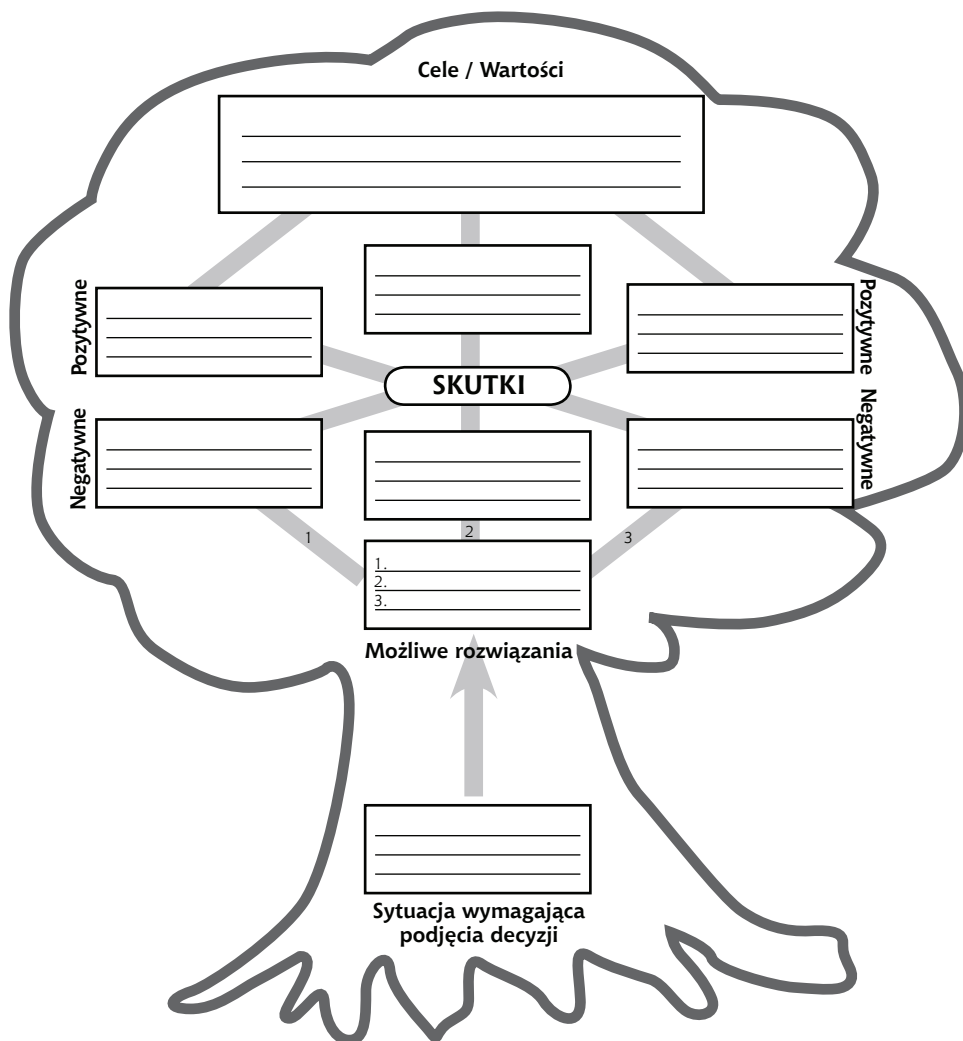 Cele / Wartości
Pozytywne
Pozytywne
SKUTKI
Negatywne
Negatywne
1
2
3
1.
2.
3.
Możliwe rozwiązania
Sytuacja wymagająca
podjęcia decyzji